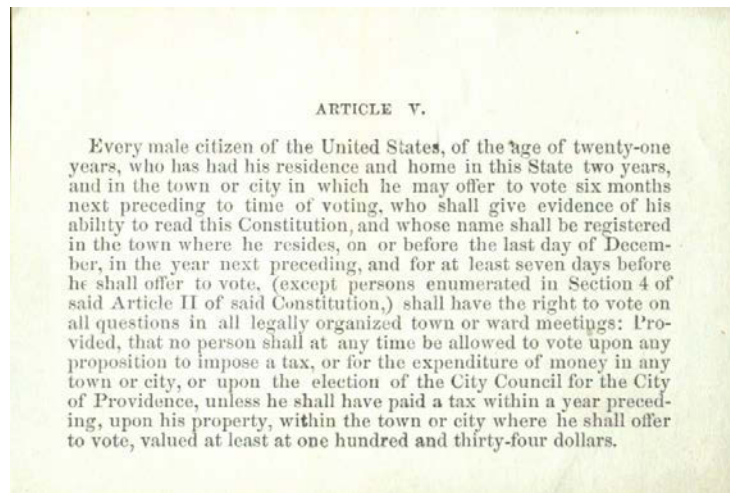 ARTICLE V.
Every male citizen of the United States, of the age of twenty-one
years, who has had his residence and home in this State two years,
and in the town or city in which he may offer to vote six months
next preceding to time of voting, who shall give evidence of his
ability to read this Constitution, and whose name shall be registered
in the town where he resides, on or before the last day of Decem-
ber, in the year next preceding, and for at least seven days before
he shall offer to vote, (except persons enumerated in Section 4 of
said Article II of said Constitution,) shall have the right to vote on
all questions in all legally organized town or ward meetings: Pro-
vided, that no person shall at any time be allowed to vote upon any
proposition to impose a tax, or for the expenditure of money in any
town or city, or upon the election of the City Council for the City
of Providence, unless he shall have paid a tax within a year preced-
ing, upon his property, within the town or city where he shall offer
to vote, valued at least at one hundred and thirty-four dollars.